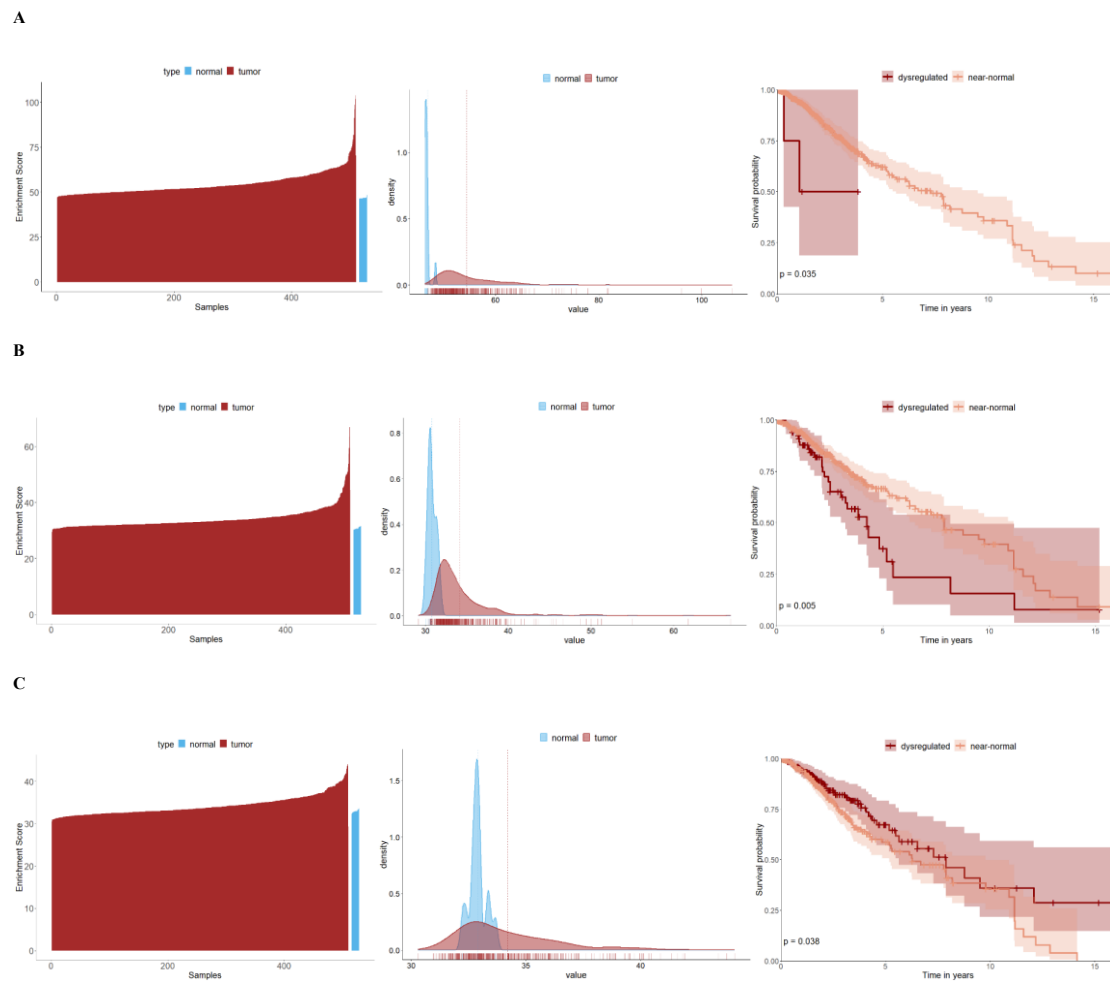 A
type normal tumor
Enrichment Score
100
75
50
25
0
0 200 400
Samples
normal tumor
density
1.0
0.5
0.0
60 80 100
value
dysregulated near-normal
Survival probability
1.00
0.75
0.50
0.25
0.00
p = 0.035
0 5 10 15
Time in years
B
type normal tumor
Enrichment Score
60
40
20
0
0 200 400
Samples
normal tumor
density
0.8
0.6
0.4
0.2
0.0
30 40 50 60
value
dysregulated near-normal
Survival probability
1.00
0.75
0.50
0.25
0.00
p = 0.005
0 5 10 15
Time in years
C
type normal tumor
Enrichment Score
40
30
20
10
0
0 200 400
Samples
normal tumor
density
1.5
1.0
0.5
0.0
30 35 40
value
dysregulated near-normal
Survival probability
1.00
0.75
0.50
0.25
0.00
p = 0.038
0 5 10 15
Time in years